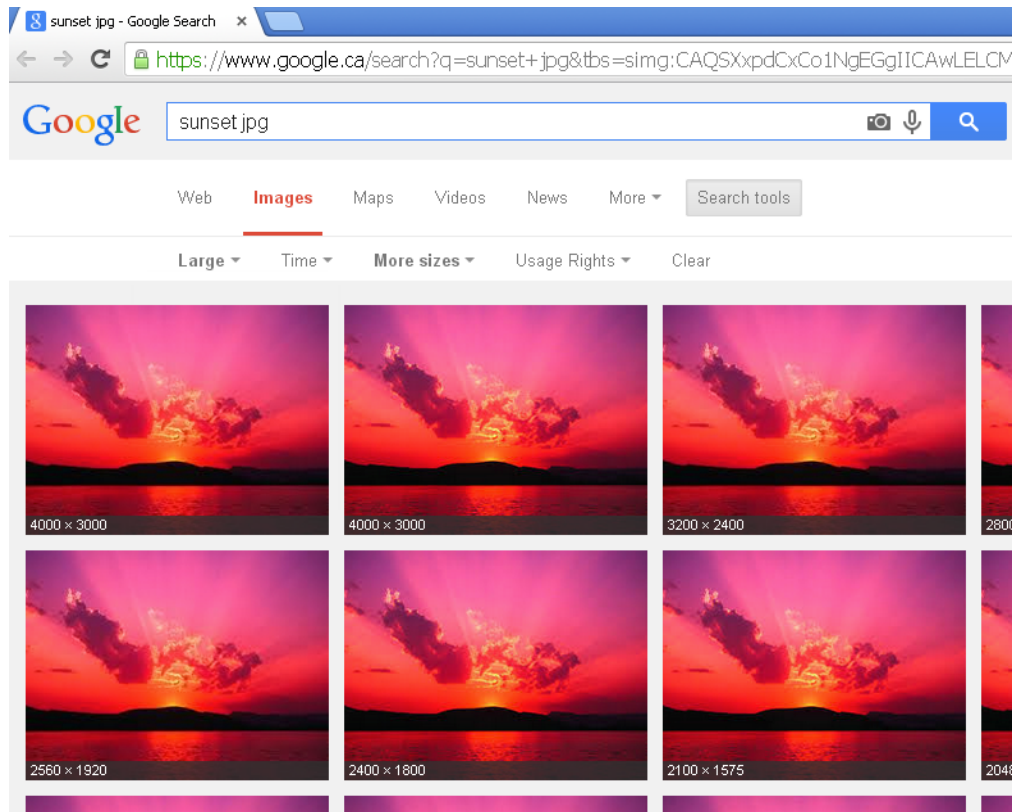 sunset jpg - Google Search
https://www.google.ca/search?q=sunset+jpg&tbs=simg:CAQSXxpdCxCo1NgEGgIICAwLELCM
Google sunset jpg
Web Images Maps Videos News More Search tools
Large Time More sizes Usage Rights Clear
4000 × 3000 4000 × 3000 3200 × 2400 2800
2560 × 1920 2400 × 1800 2100 × 1575 2048